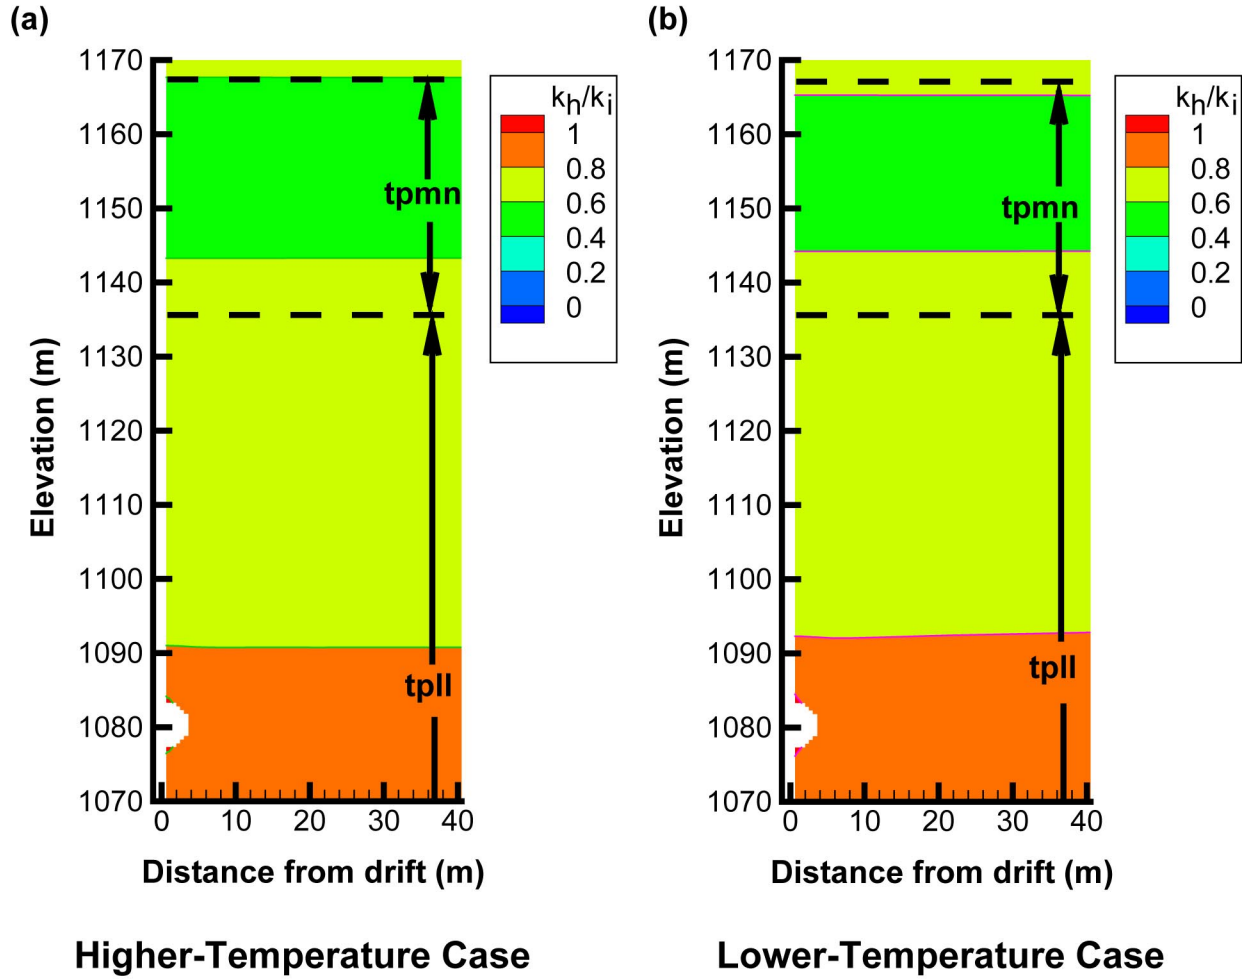 (a)
Elevation (m)
1170
1160
1150
1140
1130
1120
1110
1100
1090
1080
1070
0 10 20 30 40
Distance from drift (m)
tpmn
tpll
kh/ki
1
0.8
0.6
0.4
0.2
0
Higher-Temperature Case
(b)
Elevation (m)
1170
1160
1150
1140
1130
1120
1110
1100
1090
1080
1070
0 10 20 30 40
Distance from drift (m)
tpmn
tpll
kh/ki
1
0.8
0.6
0.4
0.2
0
Lower-Temperature Case